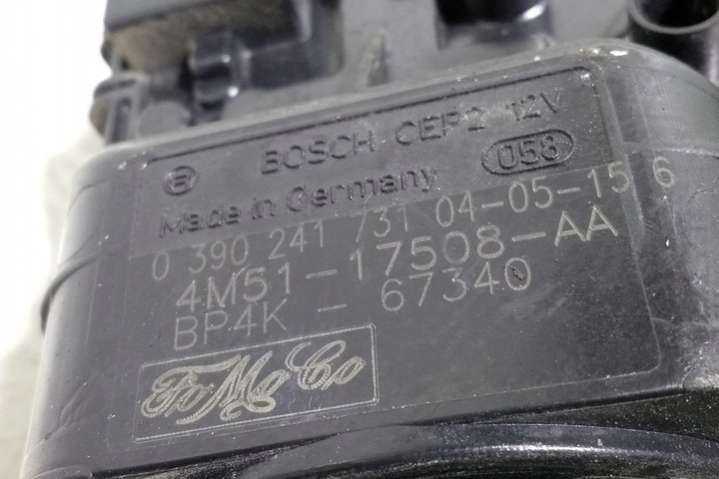 BOSCH CEP2 12V
Made in Germany 058
0 390 241 731 04-05-15 6
4M51-17508-AA
BP4K - 67340
FoMoCo